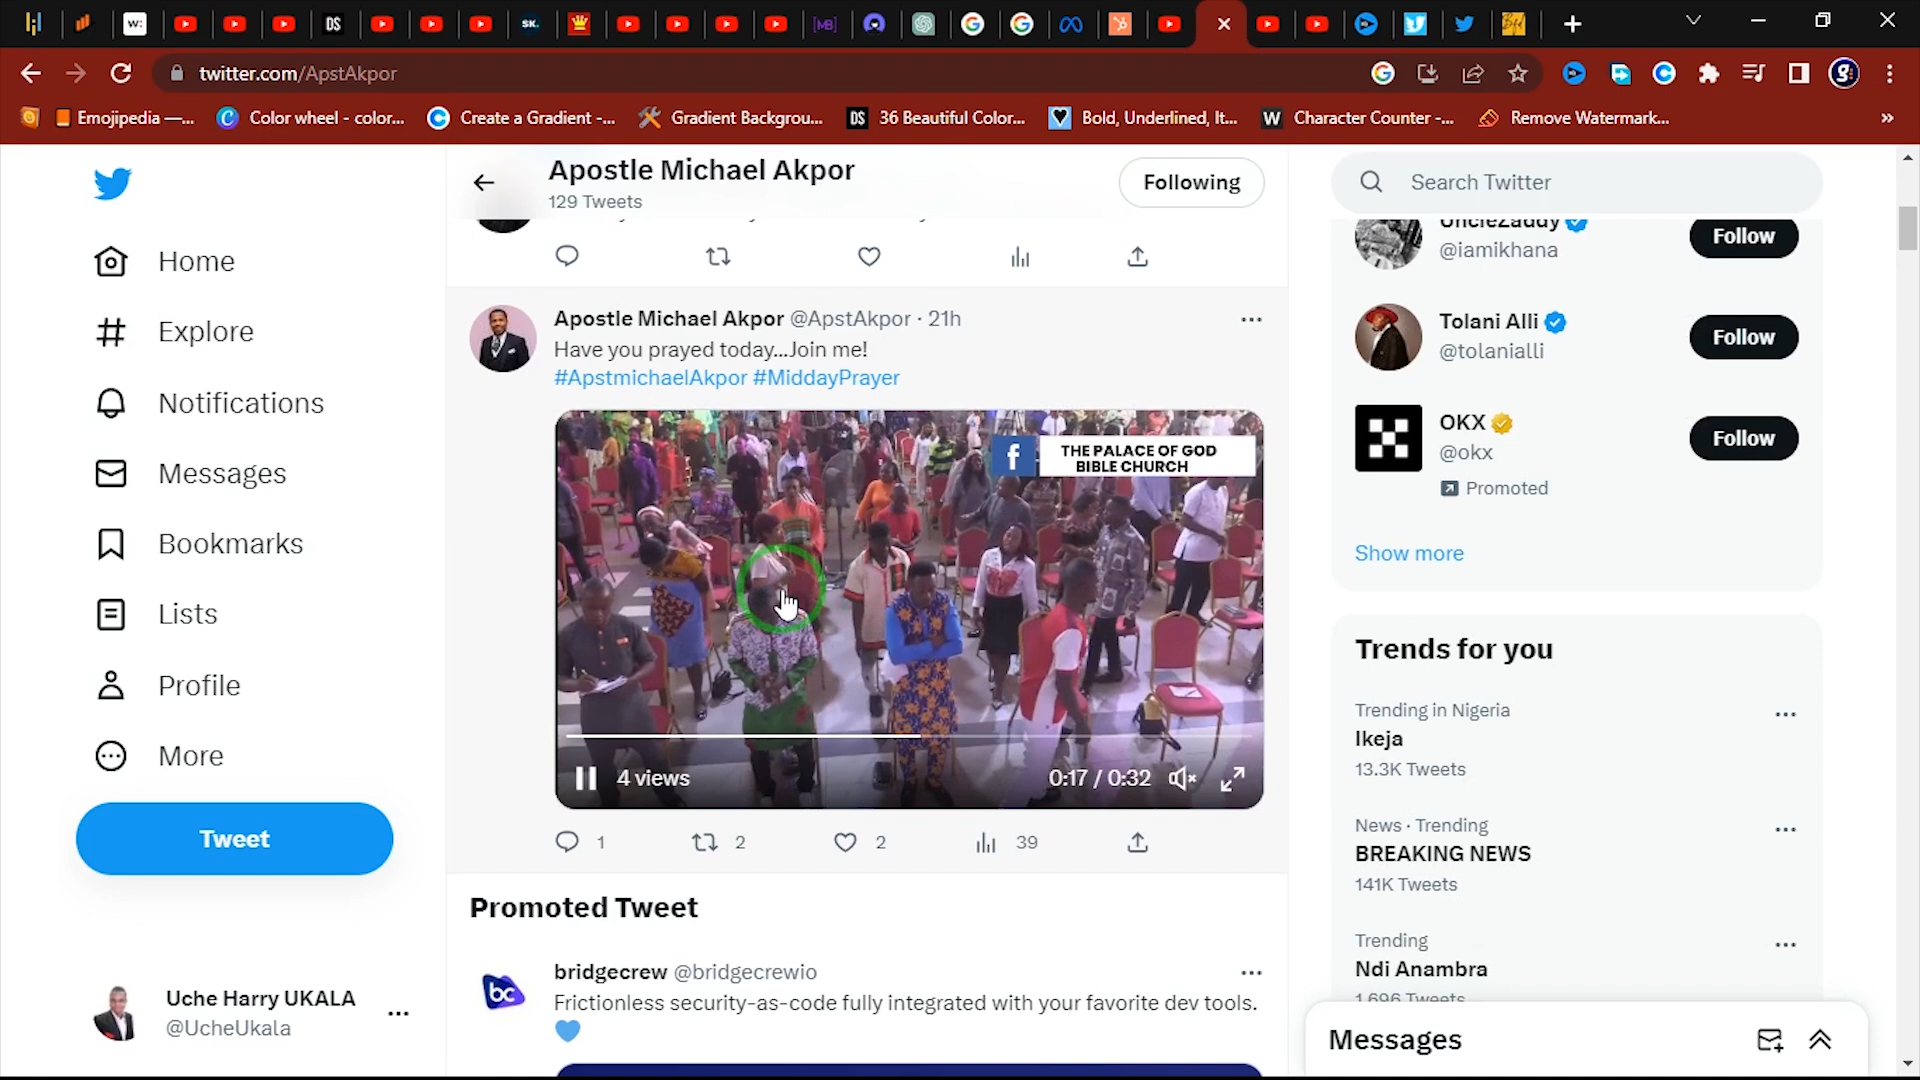 twitter.com/ApstAkpor
Emojipedia —...
Color wheel - color...
Create a Gradient -...
Gradient Backgrou...
DS
36 Beautiful Color...
Bold, Underlined, It...
W
Character Counter -...
Remove Watermark...
»
Home
Explore
Notifications
Messages
Bookmarks
Lists
Profile
More
Tweet
Uche Harry UKALA
@UcheUkala
Apostle Michael Akpor
129 Tweets
Following
Apostle Michael Akpor @ApstAkpor · 21h
Have you prayed today...Join me!
#ApstmichaelAkpor #MiddayPrayer
f
THE PALACE OF GOD
BIBLE CHURCH
4 views
0:17 / 0:32
1
2
2
39
Promoted Tweet
bc
bridgecrew @bridgecrewio
Frictionless security-as-code fully integrated with your favorite dev tools.
Search Twitter
UncleZaddy
@iamikhana
Follow
Tolani Alli
@tolanialli
Follow
OKX
@okx
Promoted
Follow
Show more
Trends for you
Trending in Nigeria
Ikeja
13.3K Tweets
News · Trending
BREAKING NEWS
141K Tweets
Trending
Ndi Anambra
1,696 Tweets
Messages